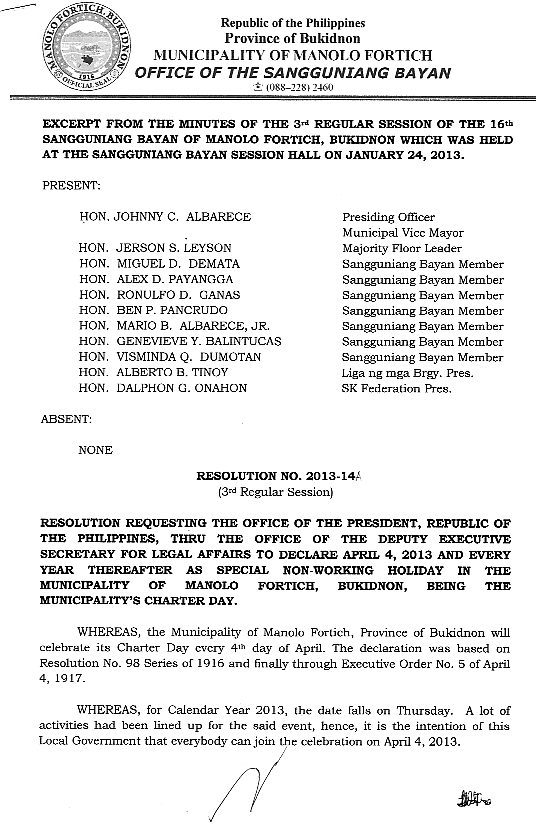 MANOLO FORTICH, BUKIDNON
1916
OFFICIAL SEAL
Republic of the Philippines
Province of Bukidnon
MUNICIPALITY OF MANOLO FORTICH
OFFICE OF THE SANGGUNIANG BAYAN
☏ (088-228) 2460
EXCERPT FROM THE MINUTES OF THE 3rd REGULAR SESSION OF THE 16th
SANGGUNIANG BAYAN OF MANOLO FORTICH, BUKIDNON WHICH WAS HELD
AT THE SANGGUNIANG BAYAN SESSION HALL ON JANUARY 24, 2013.
PRESENT:
HON. JOHNNY C. ALBARECE Presiding Officer
Municipal Vice Mayor
HON. JERSON S. LEYSON Majority Floor Leader
HON. MIGUEL D. DEMATA Sangguniang Bayan Member
HON. ALEX D. PAYANGGA Sangguniang Bayan Member
HON. RONULFO D. GANAS Sangguniang Bayan Member
HON. BEN P. PANCRUDO Sangguniang Bayan Member
HON. MARIO B. ALBARECE, JR. Sangguniang Bayan Member
HON. GENEVIEVE Y. BALINTUCAS Sangguniang Bayan Member
HON. VISMINDA Q. DUMOTAN Sangguniang Bayan Member
HON. ALBERTO B. TINOY Liga ng mga Brgy. Pres.
HON. DALPHON G. ONAHON SK Federation Pres.
ABSENT:
NONE
RESOLUTION NO. 2013-14A
(3rd Regular Session)
RESOLUTION REQUESTING THE OFFICE OF THE PRESIDENT, REPUBLIC OF
THE PHILIPPINES, THRU THE OFFICE OF THE DEPUTY EXECUTIVE
SECRETARY FOR LEGAL AFFAIRS TO DECLARE APRIL 4, 2013 AND EVERY
YEAR THEREAFTER AS SPECIAL NON-WORKING HOLIDAY IN THE
MUNICIPALITY OF MANOLO FORTICH, BUKIDNON, BEING THE
MUNICIPALITY'S CHARTER DAY.
WHEREAS, the Municipality of Manolo Fortich, Province of Bukidnon will
celebrate its Charter Day every 4th day of April. The declaration was based on
Resolution No. 98 Series of 1916 and finally through Executive Order No. 5 of April
4, 1917.
WHEREAS, for Calendar Year 2013, the date falls on Thursday. A lot of
activities had been lined up for the said event, hence, it is the intention of this
Local Government that everybody can join the celebration on April 4, 2013.